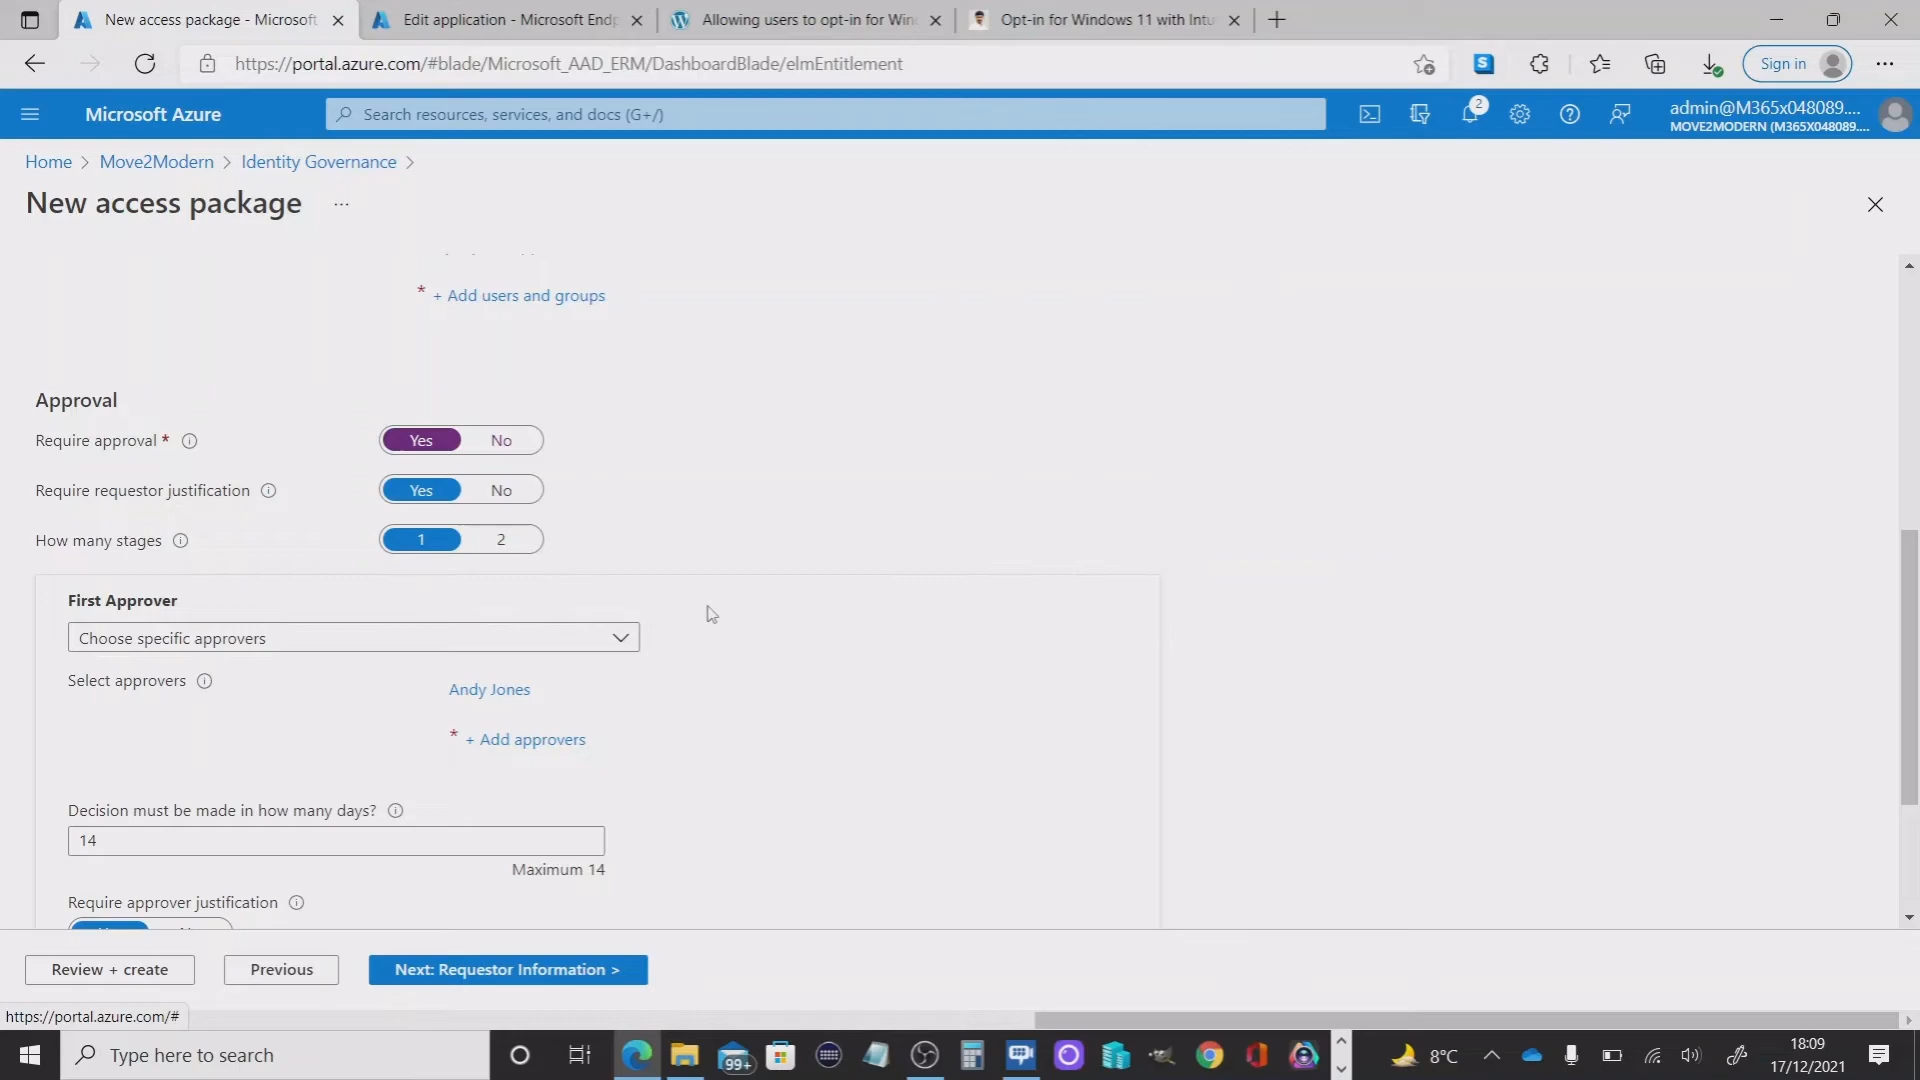 New access package - Microsoft
Edit application - Microsoft Endp
Allowing users to opt-in for Win
Opt-in for Windows 11 with Intu
https://portal.azure.com/#blade/Microsoft_AAD_ERM/DashboardBlade/elmEntitlement
Sign in
Microsoft Azure
Search resources, services, and docs (G+/)
2
admin@M365x048089....
MOVE2MODERN (M365X048089....
Home > Move2Modern > Identity Governance >
New access package ...
* + Add users and groups
Approval
Require approval * Yes No
Require requestor justification Yes No
How many stages 1 2
First Approver
Choose specific approvers
Select approvers
Andy Jones
* + Add approvers
Decision must be made in how many days?
14
Maximum 14
Require approver justification
Review + create
Previous
Next: Requestor Information >
https://portal.azure.com/#
Type here to search
99+
8°C
18:09
17/12/2021